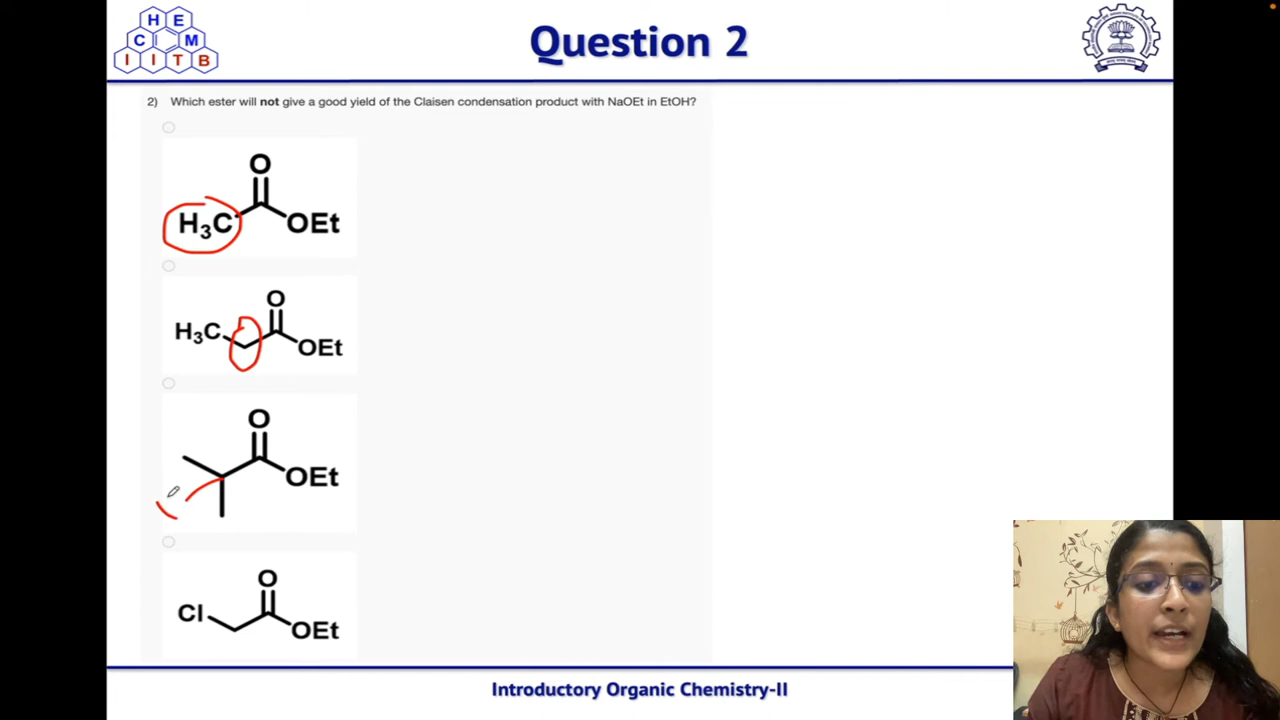 H E
C M
I I T B
Question 2
2) Which ester will not give a good yield of the Claisen condensation product with NaOEt in EtOH?
O
H₃C OEt
O
H₃C OEt
O
OEt
O
Cl OEt
Introductory Organic Chemistry-II